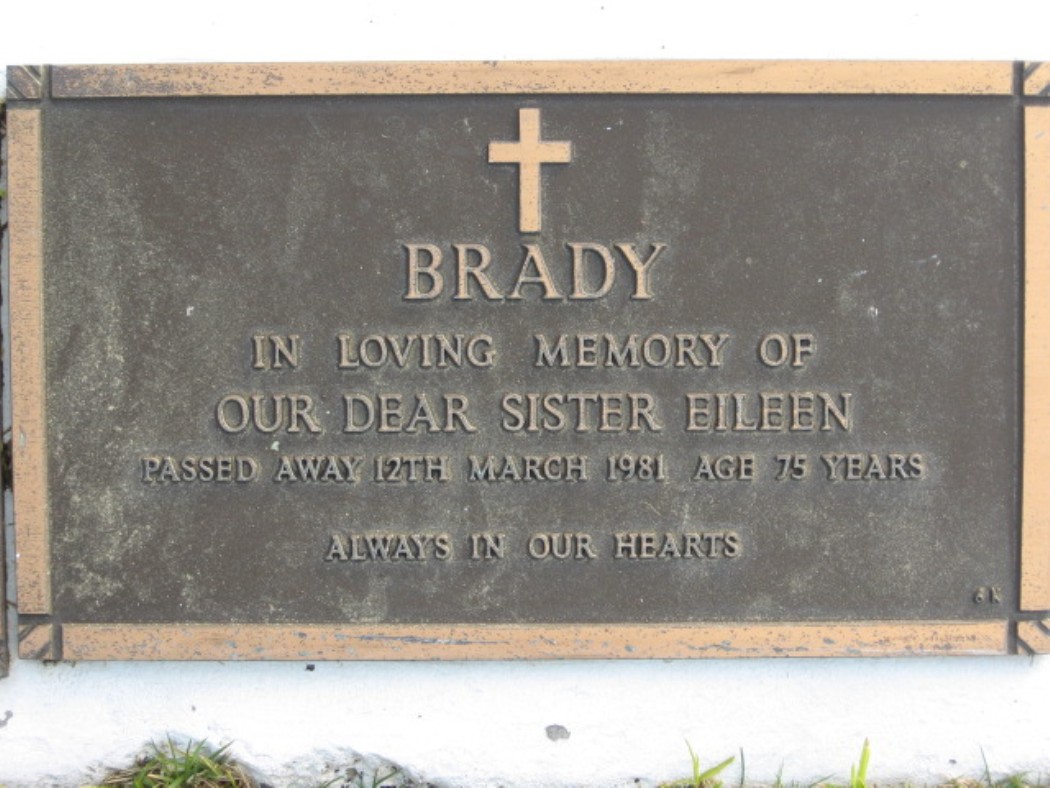 BRADY
IN LOVING MEMORY OF
OUR DEAR SISTER EILEEN
PASSED AWAY 12TH MARCH 1981 AGE 75 YEARS
ALWAYS IN OUR HEARTS